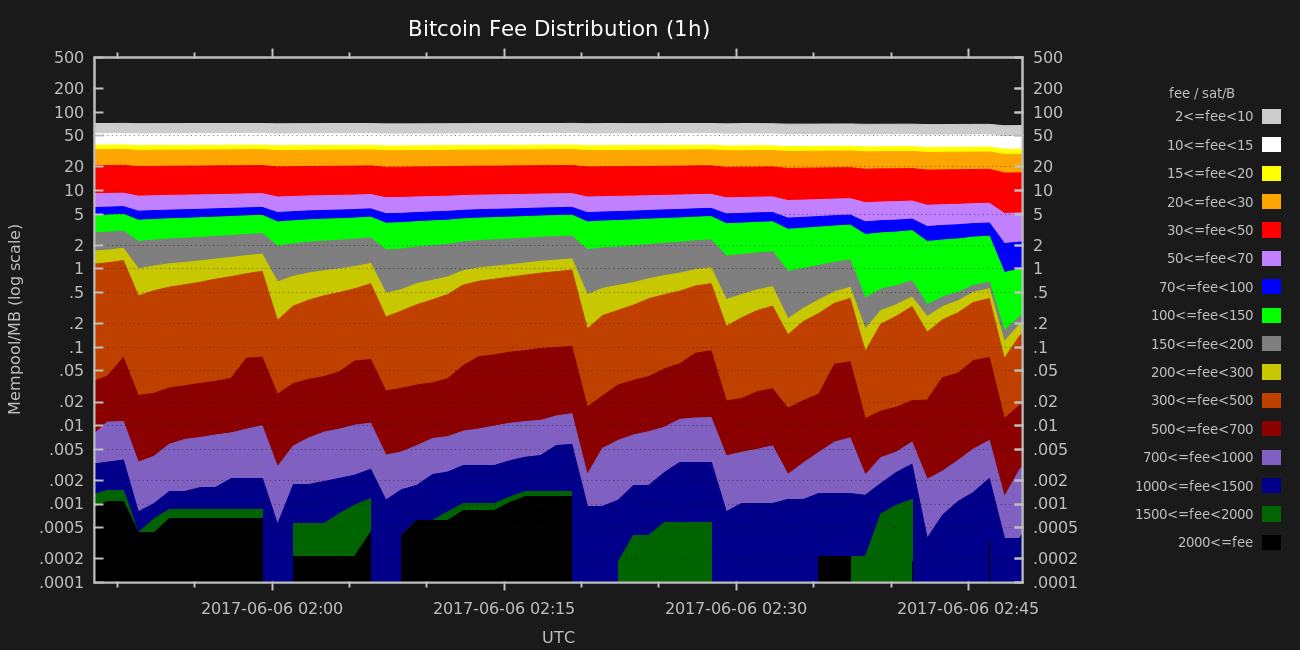 Bitcoin Fee Distribution (1h)
500 500
200 200
100 100
50 50
20 20
10 10
5 5
2 2
1 1
.5 .5
.2 .2
.1 .1
.05 .05
.02 .02
.01 .01
.005 .005
.002 .002
.001 .001
.0005 .0005
.0002 .0002
.0001 .0001
Mempool/MB (log scale)
2017-06-06 02:00 2017-06-06 02:15 2017-06-06 02:30 2017-06-06 02:45
UTC
fee / sat/B
2<=fee<10
10<=fee<15
15<=fee<20
20<=fee<30
30<=fee<50
50<=fee<70
70<=fee<100
100<=fee<150
150<=fee<200
200<=fee<300
300<=fee<500
500<=fee<700
700<=fee<1000
1000<=fee<1500
1500<=fee<2000
2000<=fee